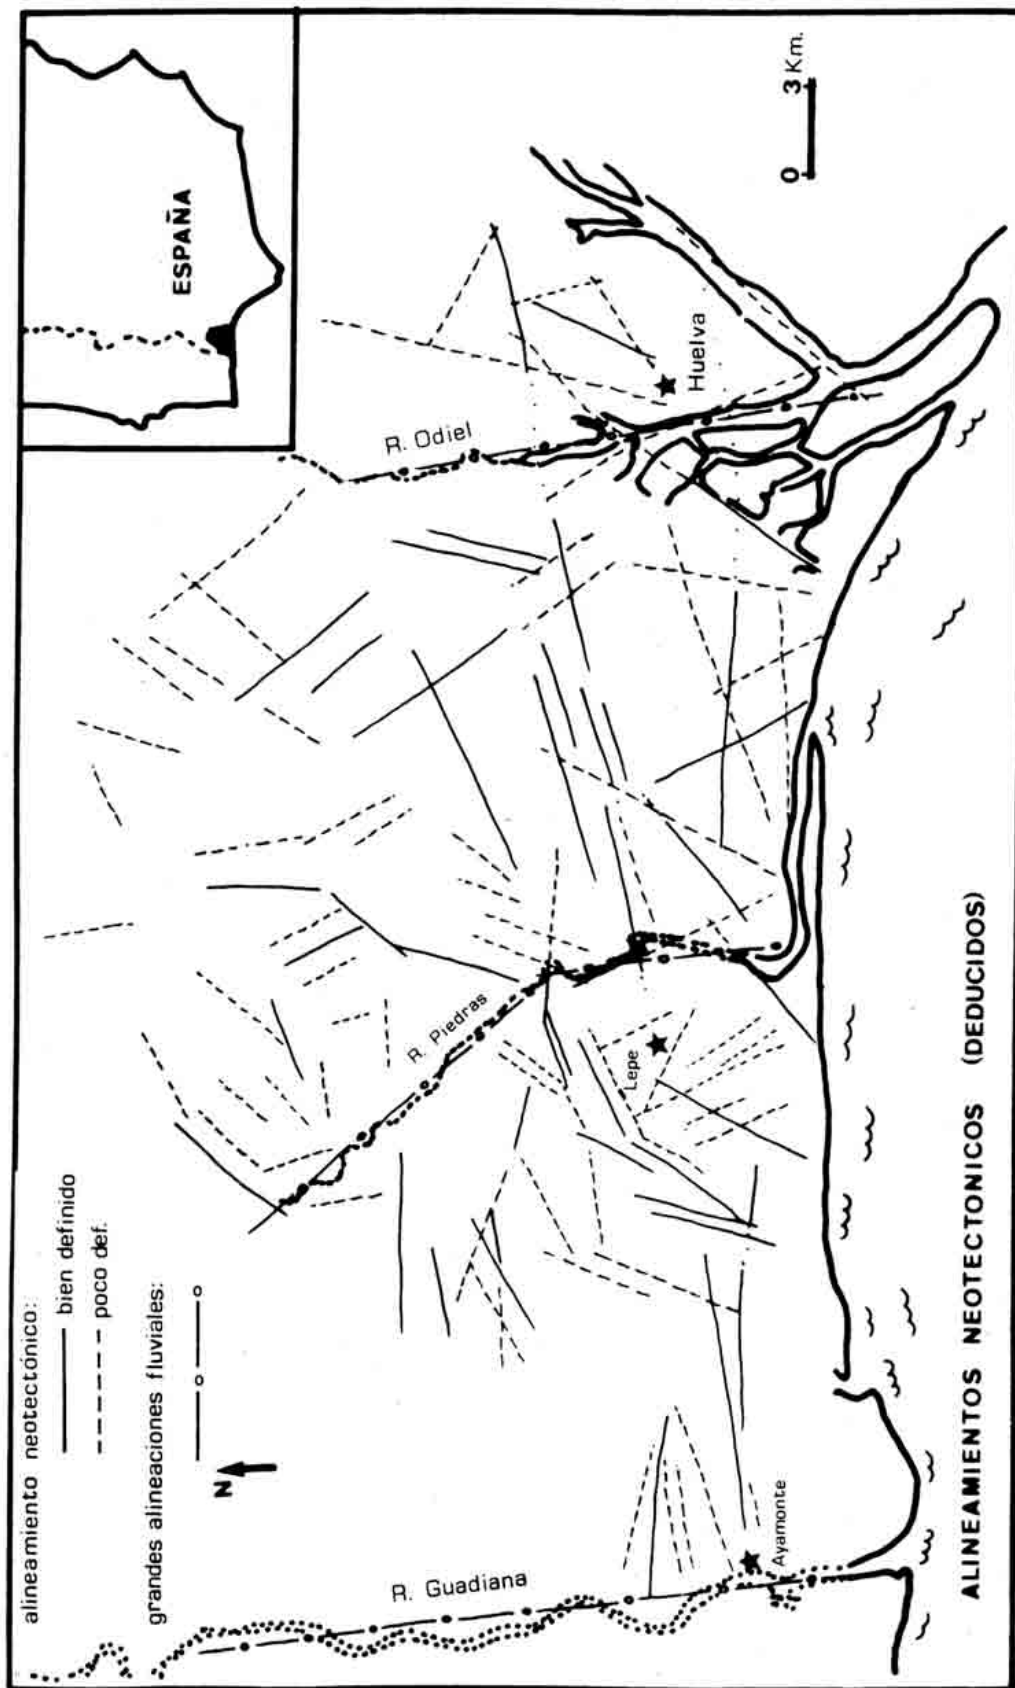 alineamiento neotectónico:
bien definido
poco def.
grandes alineaciones fluviales:
N
ESPAÑA
R. Odiel
Huelva
0 3 Km.
R. Piedras
Lepe
R. Guadiana
Ayamonte
ALINEAMIENTOS NEOTECTONICOS (DEDUCIDOS)